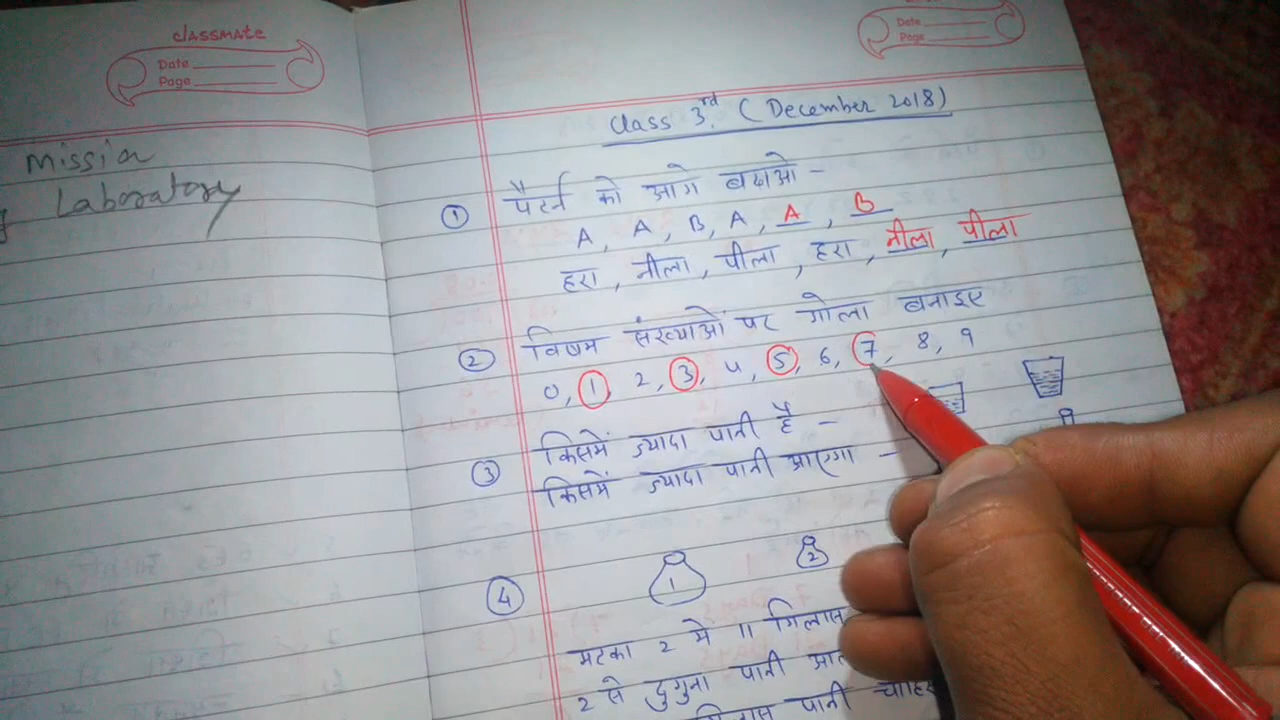 classmate
Date
Page
classmate
Date
Page
Mission
Laboratory
Class 3rd. (December 2018)
① पैटर्न को आगे बढाओ -
A, A, B, A, A, B
हरा, नीला, पीला, हरा, नीला, पीला
② विषम संख्याओं पर गोला बनाइए
0, 1, 2, 3, 4, 5, 6, 7, 8, 9
③ किसमें ज्यादा पानी है -
किसमें ज्यादा पानी आएगा -
④ 1 2
मटका 2 मे 11 गिलास
2 से दुगुना पानी
गिलास पानी